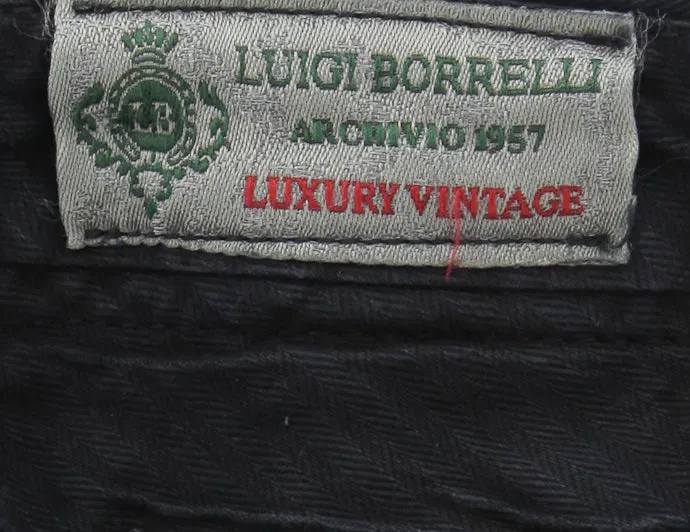 LUIGI BORRELLI
ARCHIVIO 1957
LUXURY VINTAGE